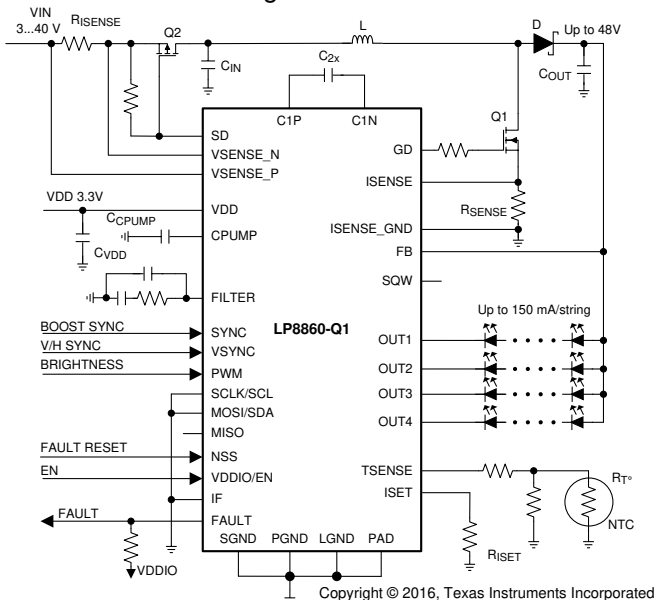 VIN
3...40 V
RISENSE
Q2
L
D
Up to 48V
CIN
C2x
COUT
C1P
C1N
Q1
SD
VSENSE_N
VSENSE_P
GD
ISENSE
RSENSE
VDD 3.3V
VDD
CCPUMP
CPUMP
CVDD
ISENSE_GND
FB
SQW
FILTER
LP8860-Q1
Up to 150 mA/string
BOOST SYNC
SYNC
V/H SYNC
VSYNC
BRIGHTNESS
PWM
OUT1
OUT2
OUT3
OUT4
SCLK/SCL
MOSI/SDA
MISO
FAULT RESET
NSS
EN
VDDIO/EN
IF
FAULT
FAULT
VDDIO
TSENSE
ISET
RT°
NTC
RISET
SGND
PGND
LGND
PAD
Copyright © 2016, Texas Instruments Incorporated